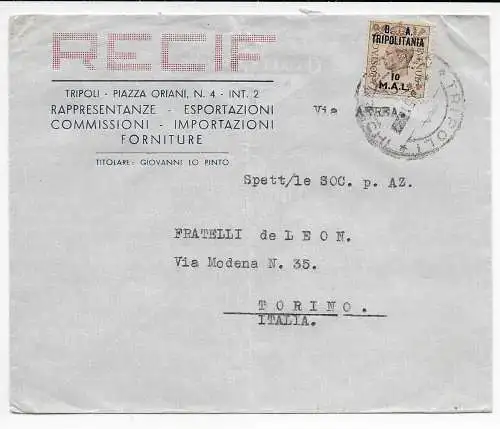 RECIF
TRIPOLI - PIAZZA ORIANI, N. 4 - INT. 2
RAPPRESENTANZE - ESPORTAZIONI
COMMISSIONI - IMPORTAZIONI
FORNITURE
TITOLARE: GIOVANNI LO PINTO
B. A.
TRIPOLITANIA
10
M.A.L.
Via
TRIPOLI
Spett/le SOC. p. AZ.
FRATELLI de LEON.
Via Modena N. 35.
TORINO.
ITALIA.